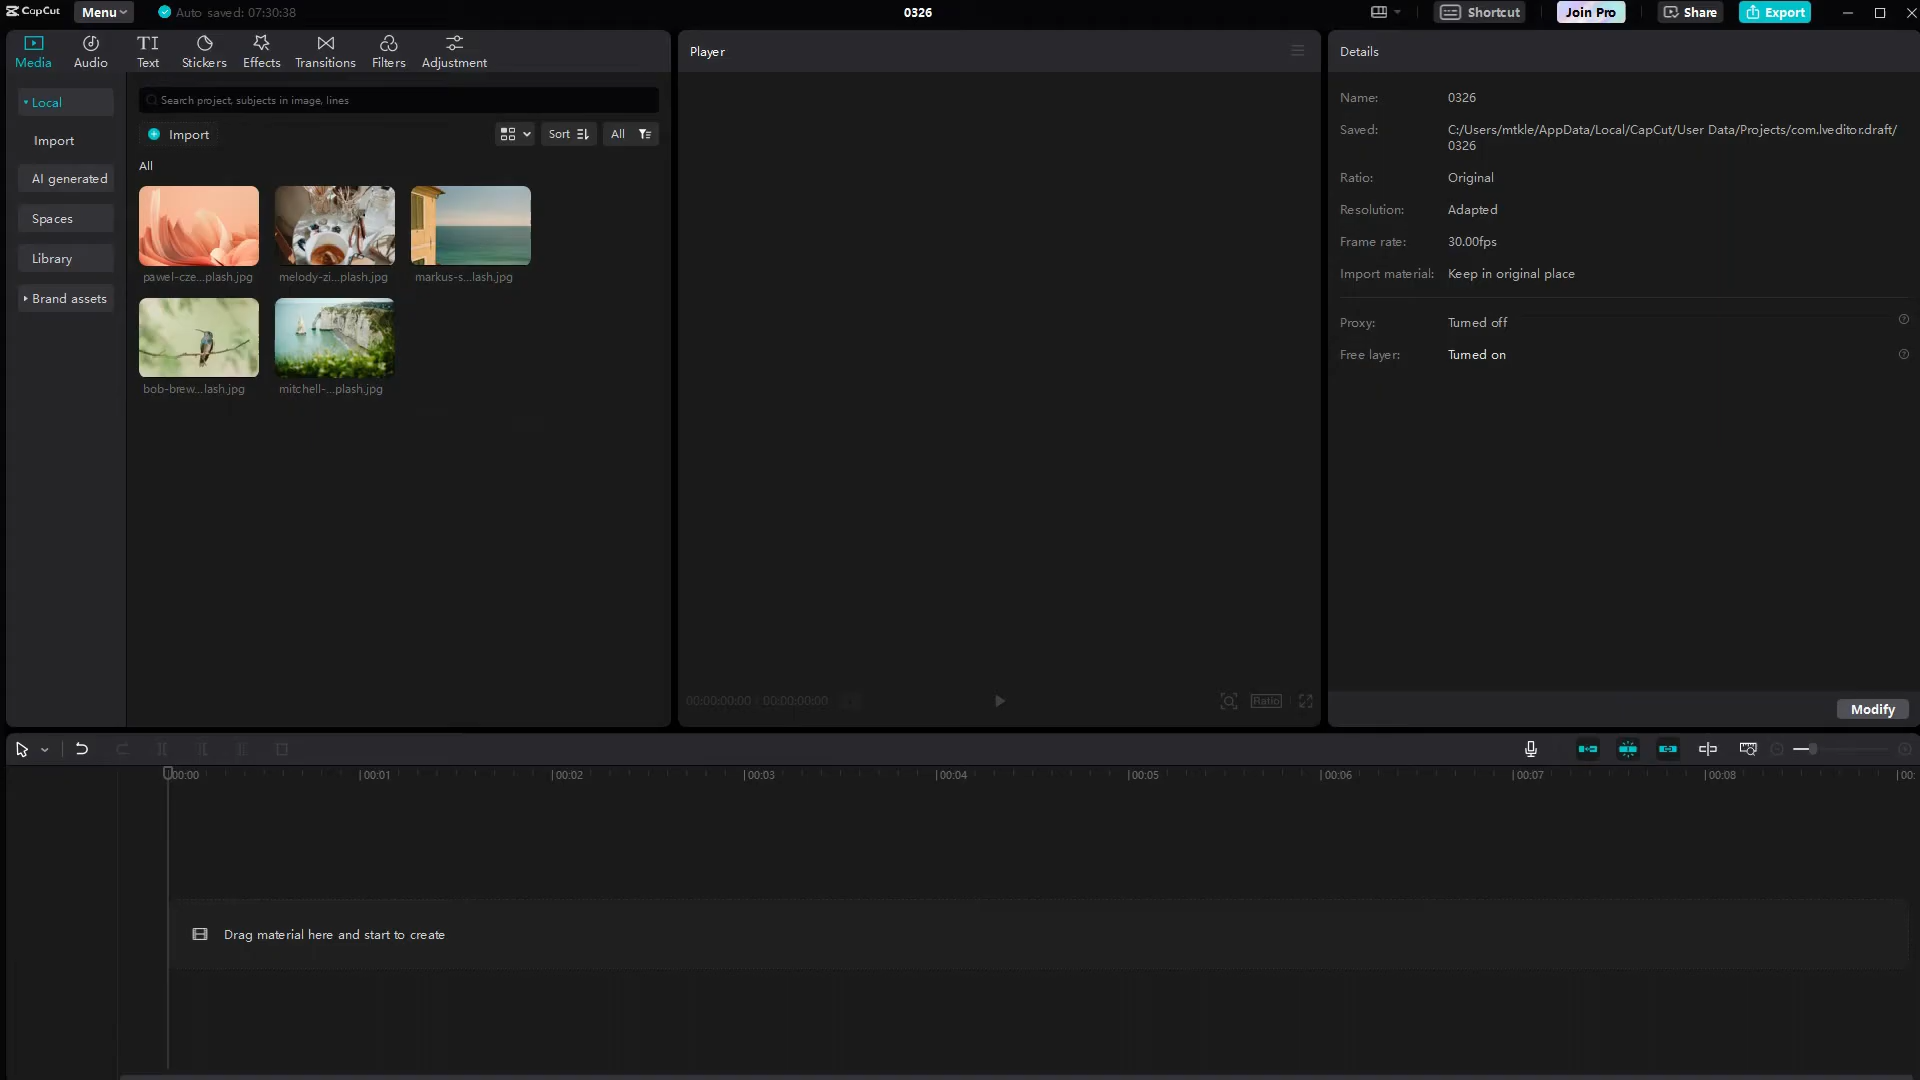 CapCut
Menu
Auto saved: 07:30:38
0326
Shortcut
Join Pro
Share
Export
Media
Audio
Text
Stickers
Effects
Transitions
Filters
Adjustment
Local
Import
AI generated
Spaces
Library
Brand assets
Search project, subjects in image, lines
Import
Sort
All
All
pawel-cze...plash.jpg
melody-zi...plash.jpg
markus-s...lash.jpg
bob-brew...lash.jpg
mitchell-...plash.jpg
Player
00:00:00:00 / 00:00:00:00
Ratio
Details
Name: 0326
Saved: C:/Users/mtkle/AppData/Local/CapCut/User Data/Projects/com.lveditor.draft/
0326
Ratio: Original
Resolution: Adapted
Frame rate: 30.00fps
Import material: Keep in original place
Proxy: Turned off
Free layer: Turned on
Modify
00:00
00:01
00:02
00:03
00:04
00:05
00:06
00:07
00:08
00:
Drag material here and start to create